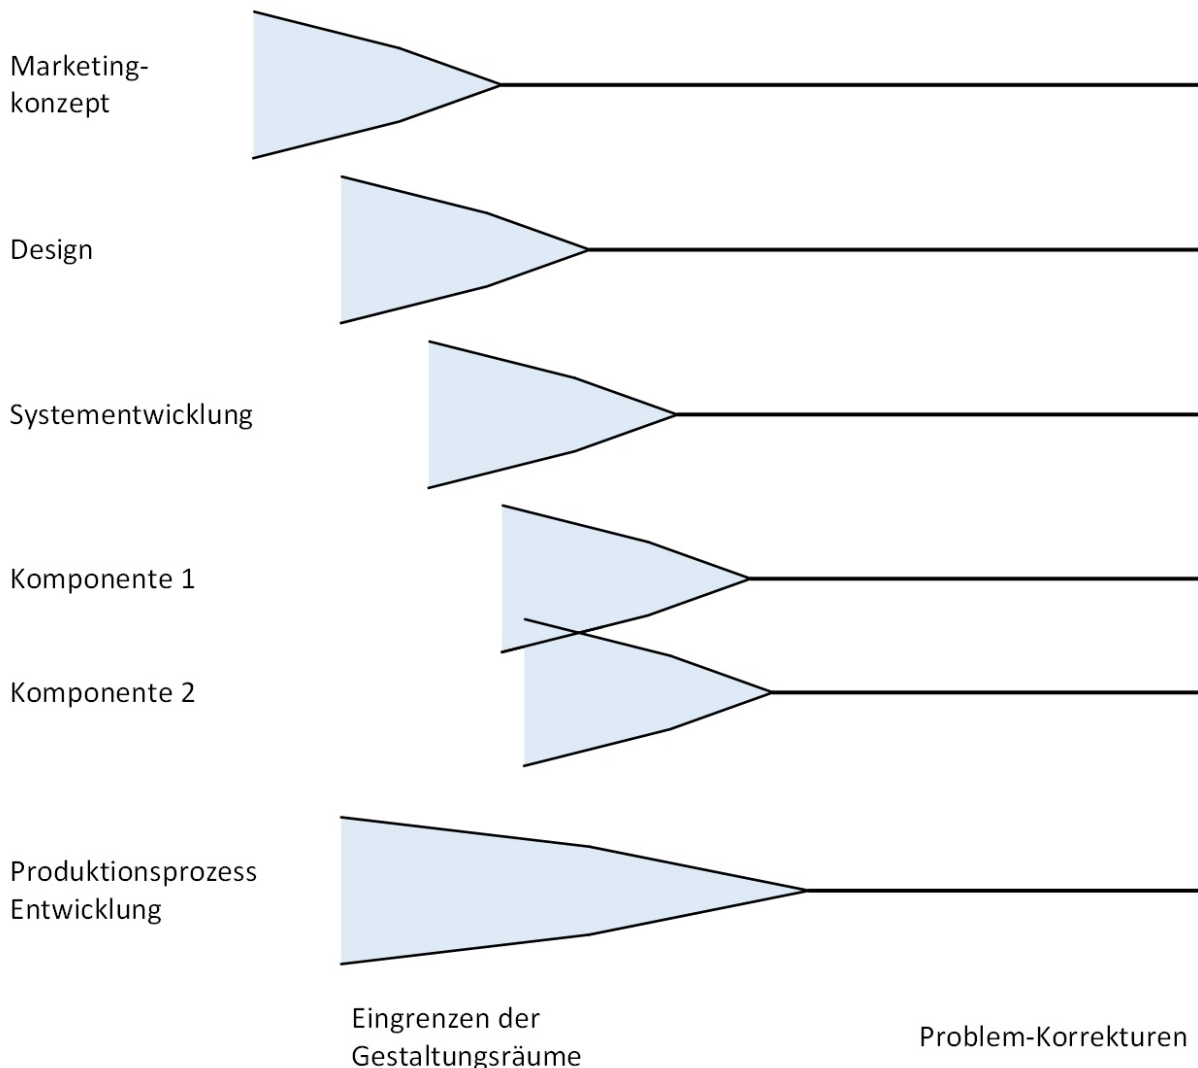 Marketing-
konzept
Design
Systementwicklung
Komponente 1
Komponente 2
Produktionsprozess
Entwicklung
Eingrenzen der
Gestaltungsräume
Problem-Korrekturen